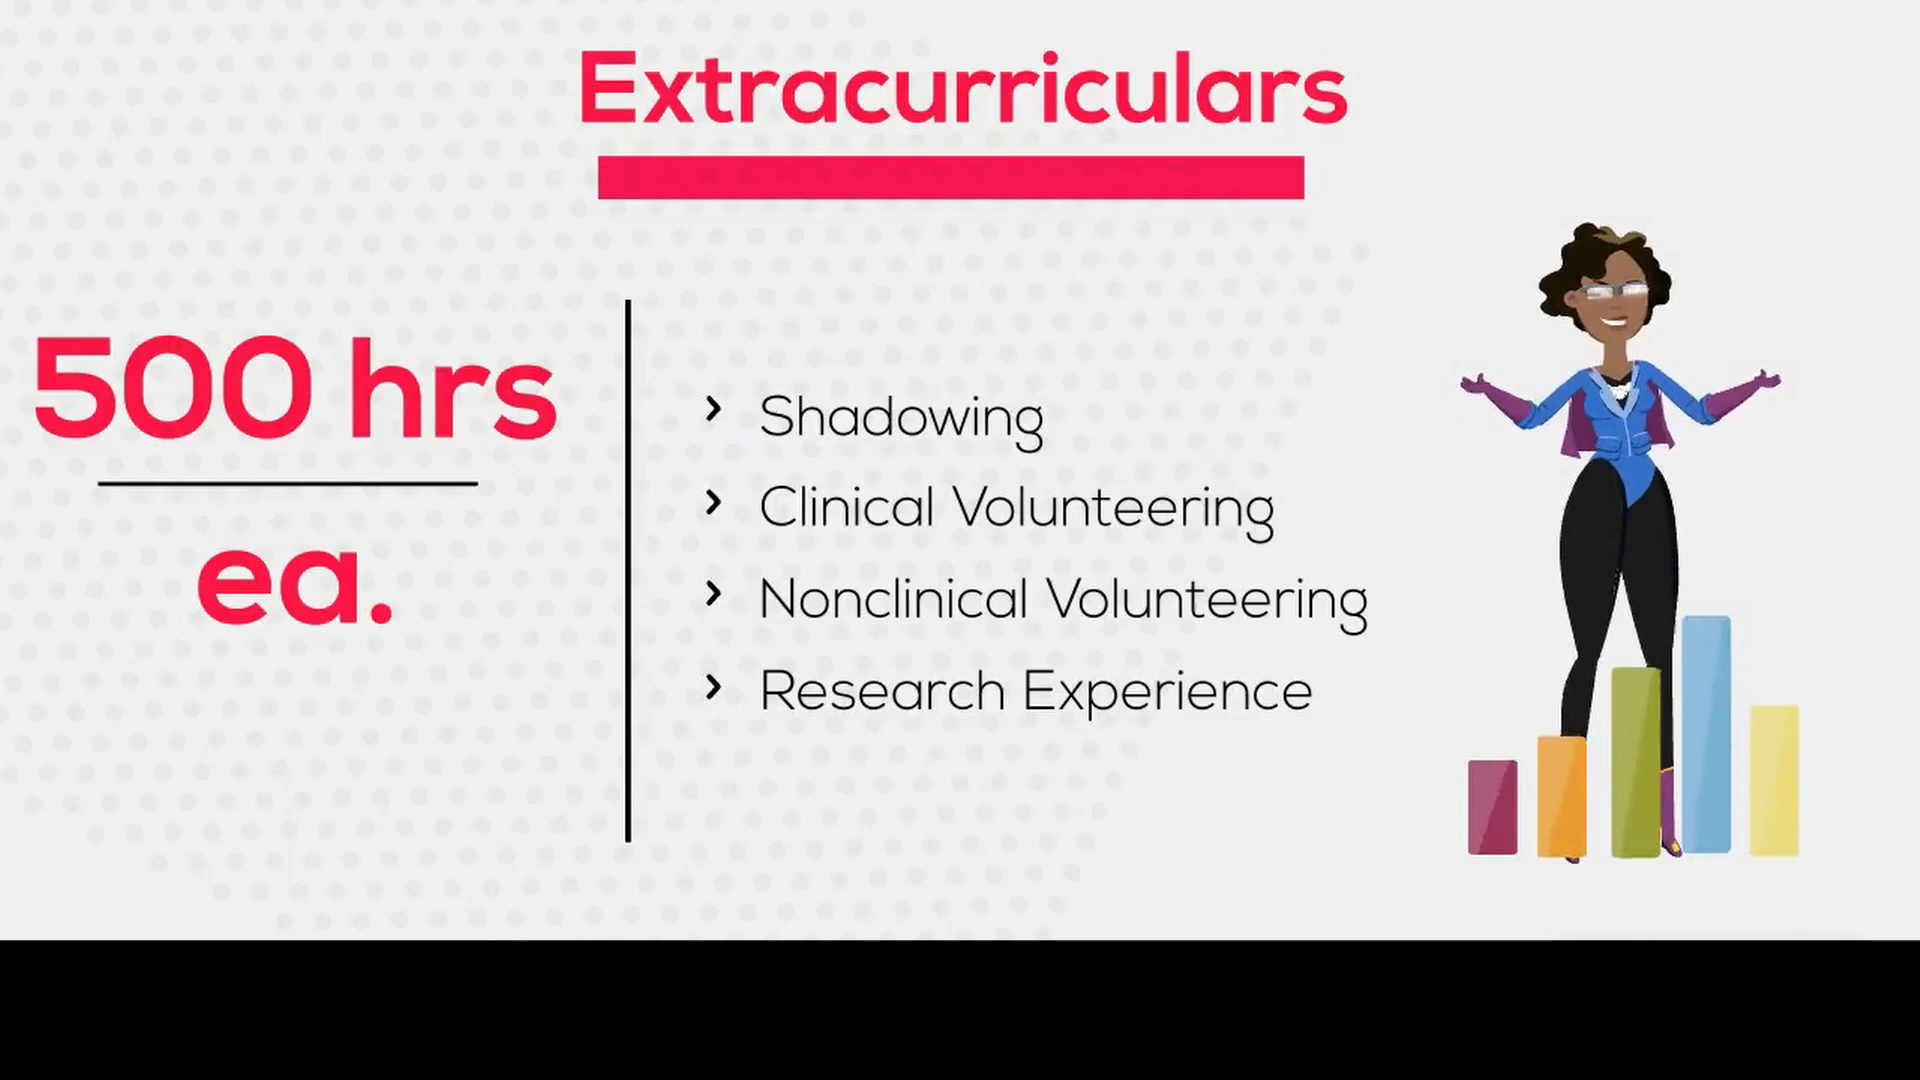 Extracurriculars
500 hrs
ea.
Shadowing
Clinical Volunteering
Nonclinical Volunteering
Research Experience